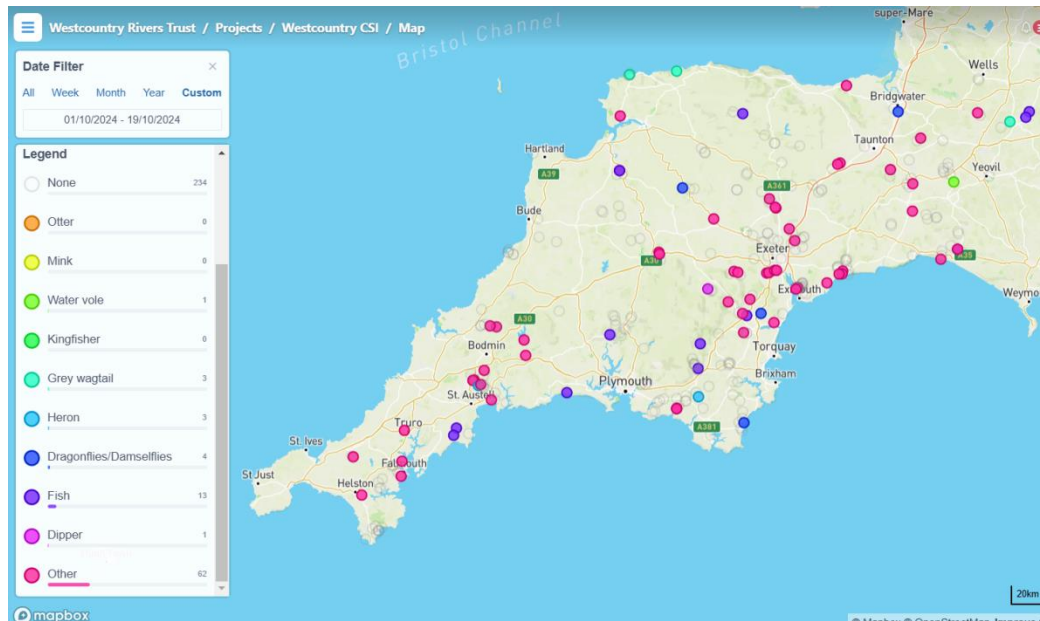 Westcountry Rivers Trust / Projects / Westcountry CSI / Map
Date Filter ×
All Week Month Year Custom
01/10/2024 - 19/10/2024
Legend
None 234
Otter 0
Mink 0
Water vole 1
Kingfisher 0
Grey wagtail 3
Heron 3
Dragonflies/Damselflies 4
Fish 13
Dipper 1
Other 62
mapbox
Bristol Channel
super-Mare
Wells
Bridgwater
Taunton
Hartland
A39
Yeovil
A361
Bude
Exeter
A35
Exmouth
Weymo
A30
Bodmin
Torquay
Brixham
Plymouth
St. Austell
A381
Truro
St. Ives
Falmouth
St Just
Helston
20km